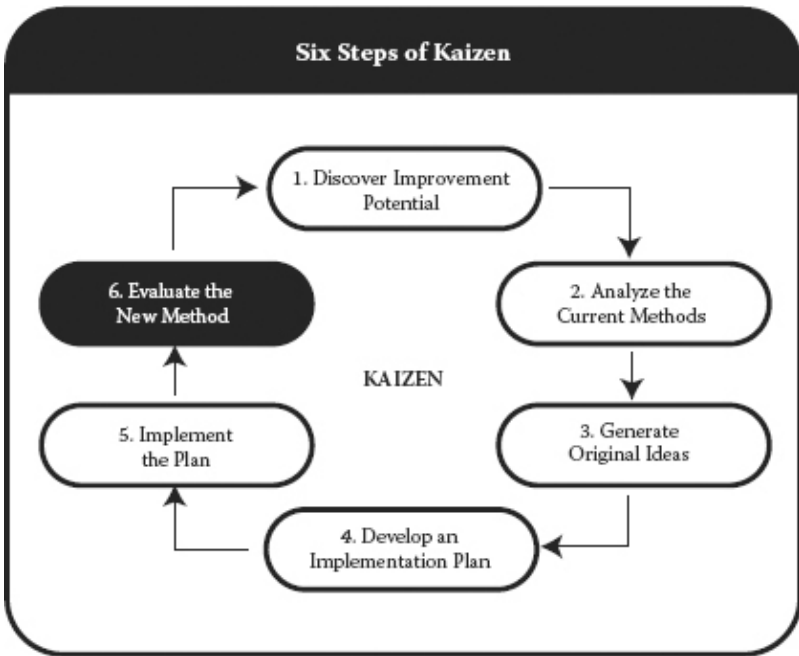 Six Steps of Kaizen
1. Discover Improvement
Potential
2. Analyze the
Current Methods
3. Generate
Original Ideas
4. Develop an
Implementation Plan
5. Implement
the Plan
6. Evaluate the
New Method
KAIZEN